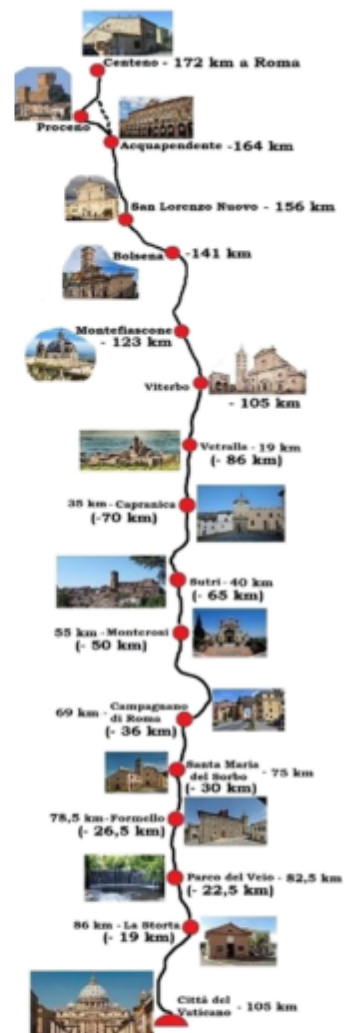 Centeno - 172 km a Roma
Proceno
Acquapendente -164 km
San Lorenzo Nuovo - 156 km
Bolsena -141 km
Montefiascone
- 123 km
Viterbo
- 105 km
Vetralla - 19 km
(- 86 km)
35 km - Capranica
(-70 km)
Sutri - 40 km
(- 65 km)
55 km - Monterosi
(- 50 km)
69 km - Campagnano
di Roma
(- 36 km)
Santa Maria
del Sorbo - 75 km
(- 30 km)
78,5 km - Formello
(- 26,5 km)
Parco del Veio - 82,5 km
(- 22,5 km)
86 km - La Storta
(- 19 km)
Città del
Vaticano - 105 km